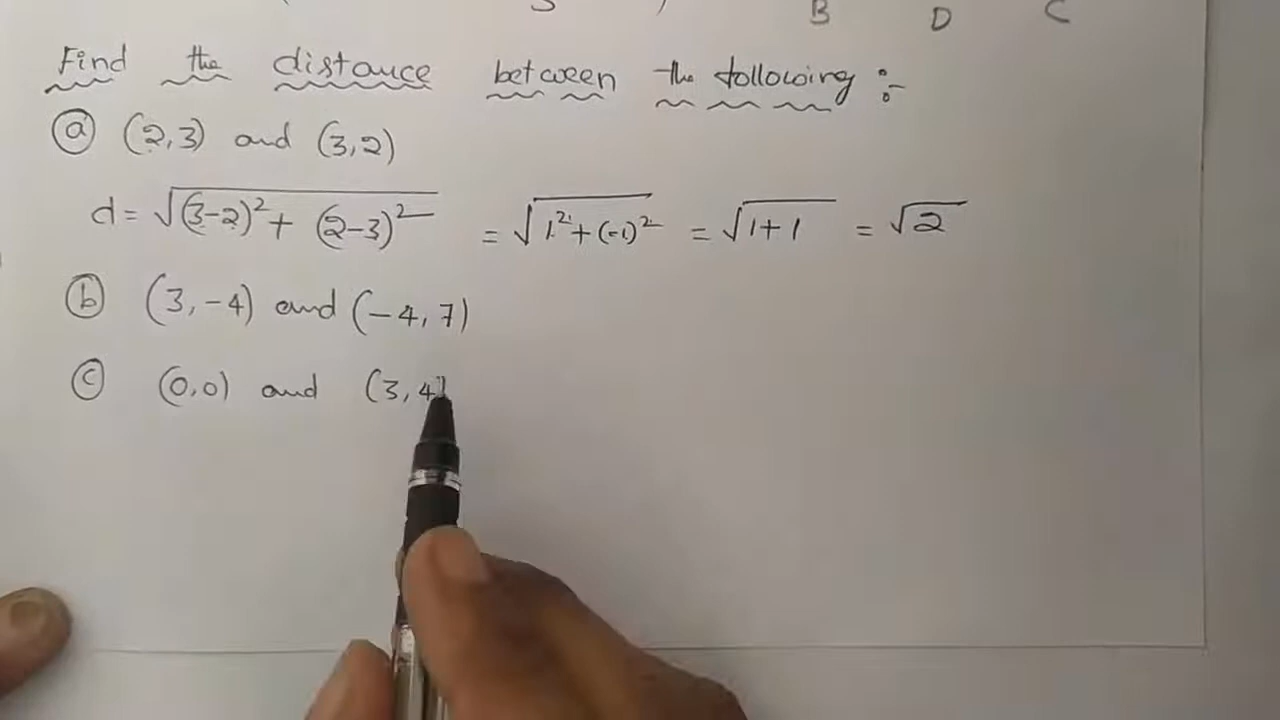 B D C
Find the distance between the following :-
(a) (2,3) and (3,2)
d = √(3-2)² + (2-3)² = √1² + (-1)² = √1+1 = √2
(b) (3,-4) and (-4,7)
(c) (0,0) and (3,4)